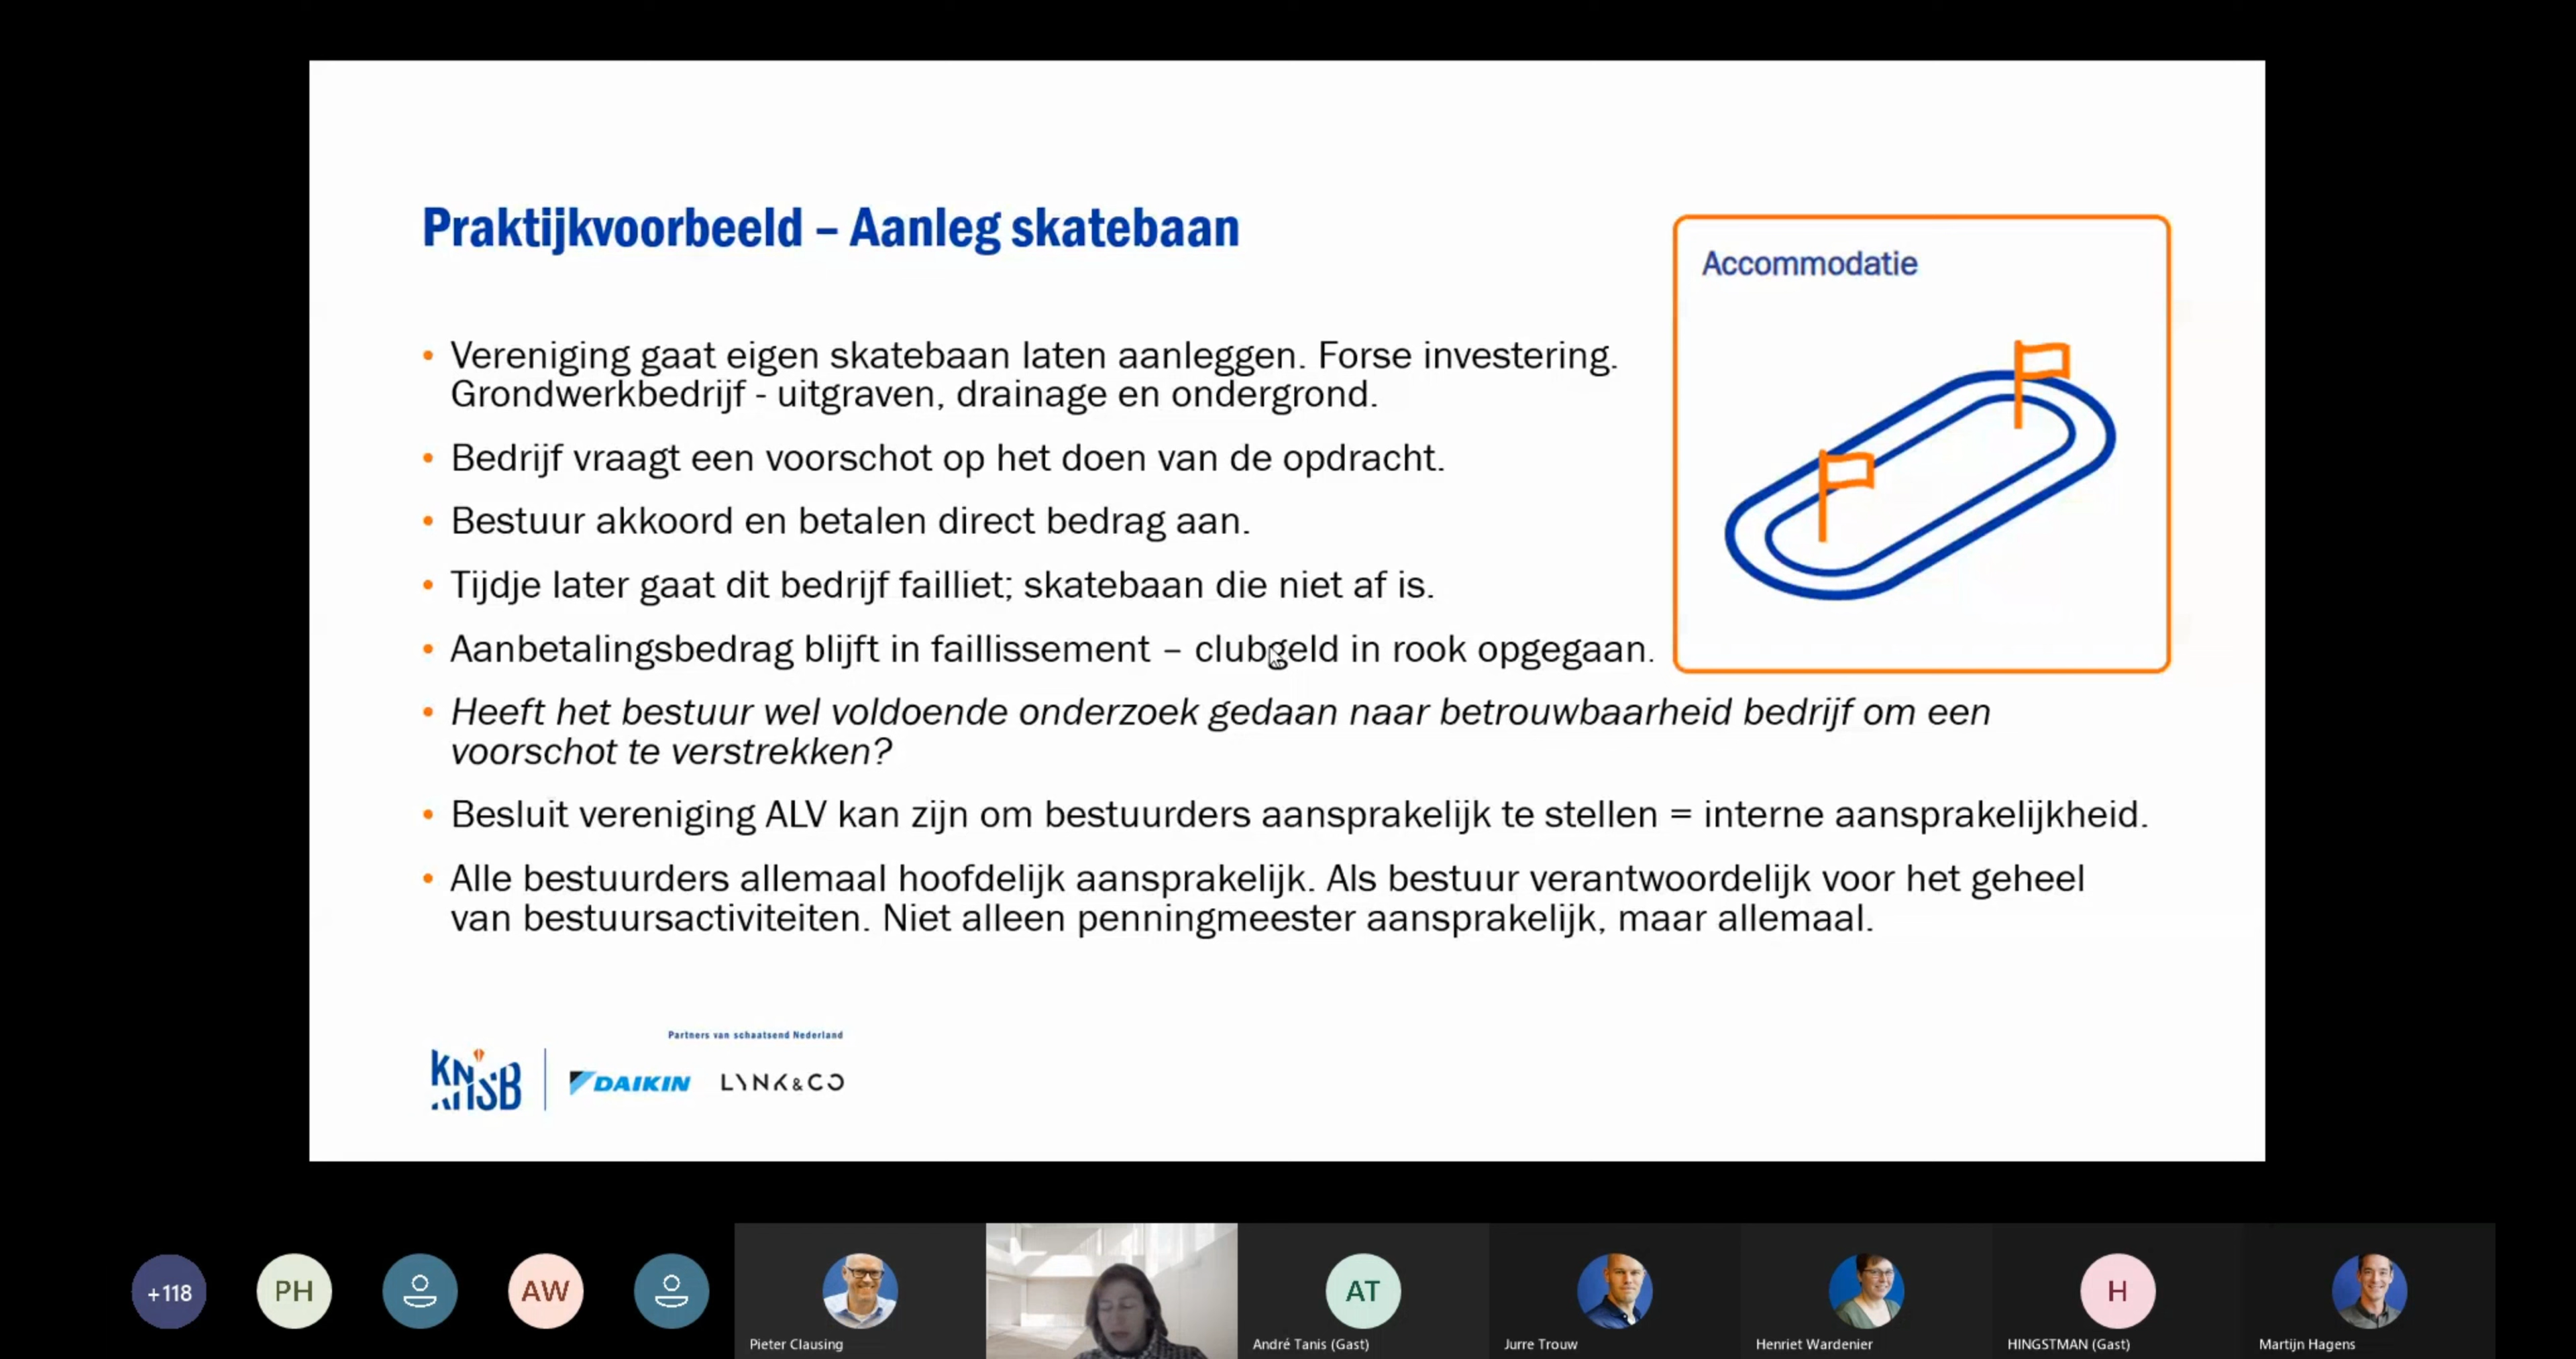 Praktijkvoorbeeld – Aanleg skatebaan
Accommodatie
• Vereniging gaat eigen skatebaan laten aanleggen. Forse investering.
Grondwerkbedrijf - uitgraven, drainage en ondergrond.
• Bedrijf vraagt een voorschot op het doen van de opdracht.
• Bestuur akkoord en betalen direct bedrag aan.
• Tijdje later gaat dit bedrijf failliet; skatebaan die niet af is.
• Aanbetalingsbedrag blijft in faillissement – clubgeld in rook opgegaan.
• Heeft het bestuur wel voldoende onderzoek gedaan naar betrouwbaarheid bedrijf om een
voorschot te verstrekken?
• Besluit vereniging ALV kan zijn om bestuurders aansprakelijk te stellen = interne aansprakelijkheid.
• Alle bestuurders allemaal hoofdelijk aansprakelijk. Als bestuur verantwoordelijk voor het geheel
van bestuursactiviteiten. Niet alleen penningmeester aansprakelijk, maar allemaal.
Partners van schaatsend Nederland
KNSB
DAIKIN
LYNK & CO
+118
PH
AW
AT
H
Pieter Clausing
André Tanis (Gast)
Jurre Trouw
Henriet Wardenier
HINGSTMAN (Gast)
Martijn Hagens